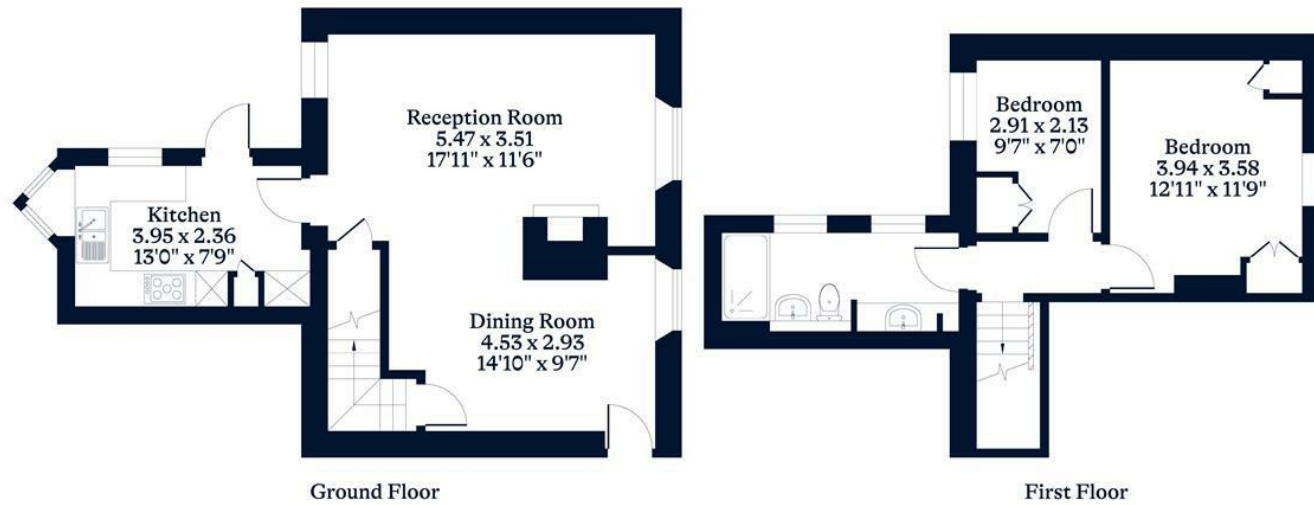 Reception Room
5.47 x 3.51
17'11" x 11'6"
Kitchen
3.95 x 2.36
13'0" x 7'9"
Dining Room
4.53 x 2.93
14'10" x 9'7"
Ground Floor
Bedroom
2.91 x 2.13
9'7" x 7'0"
Bedroom
3.94 x 3.58
12'11" x 11'9"
First Floor